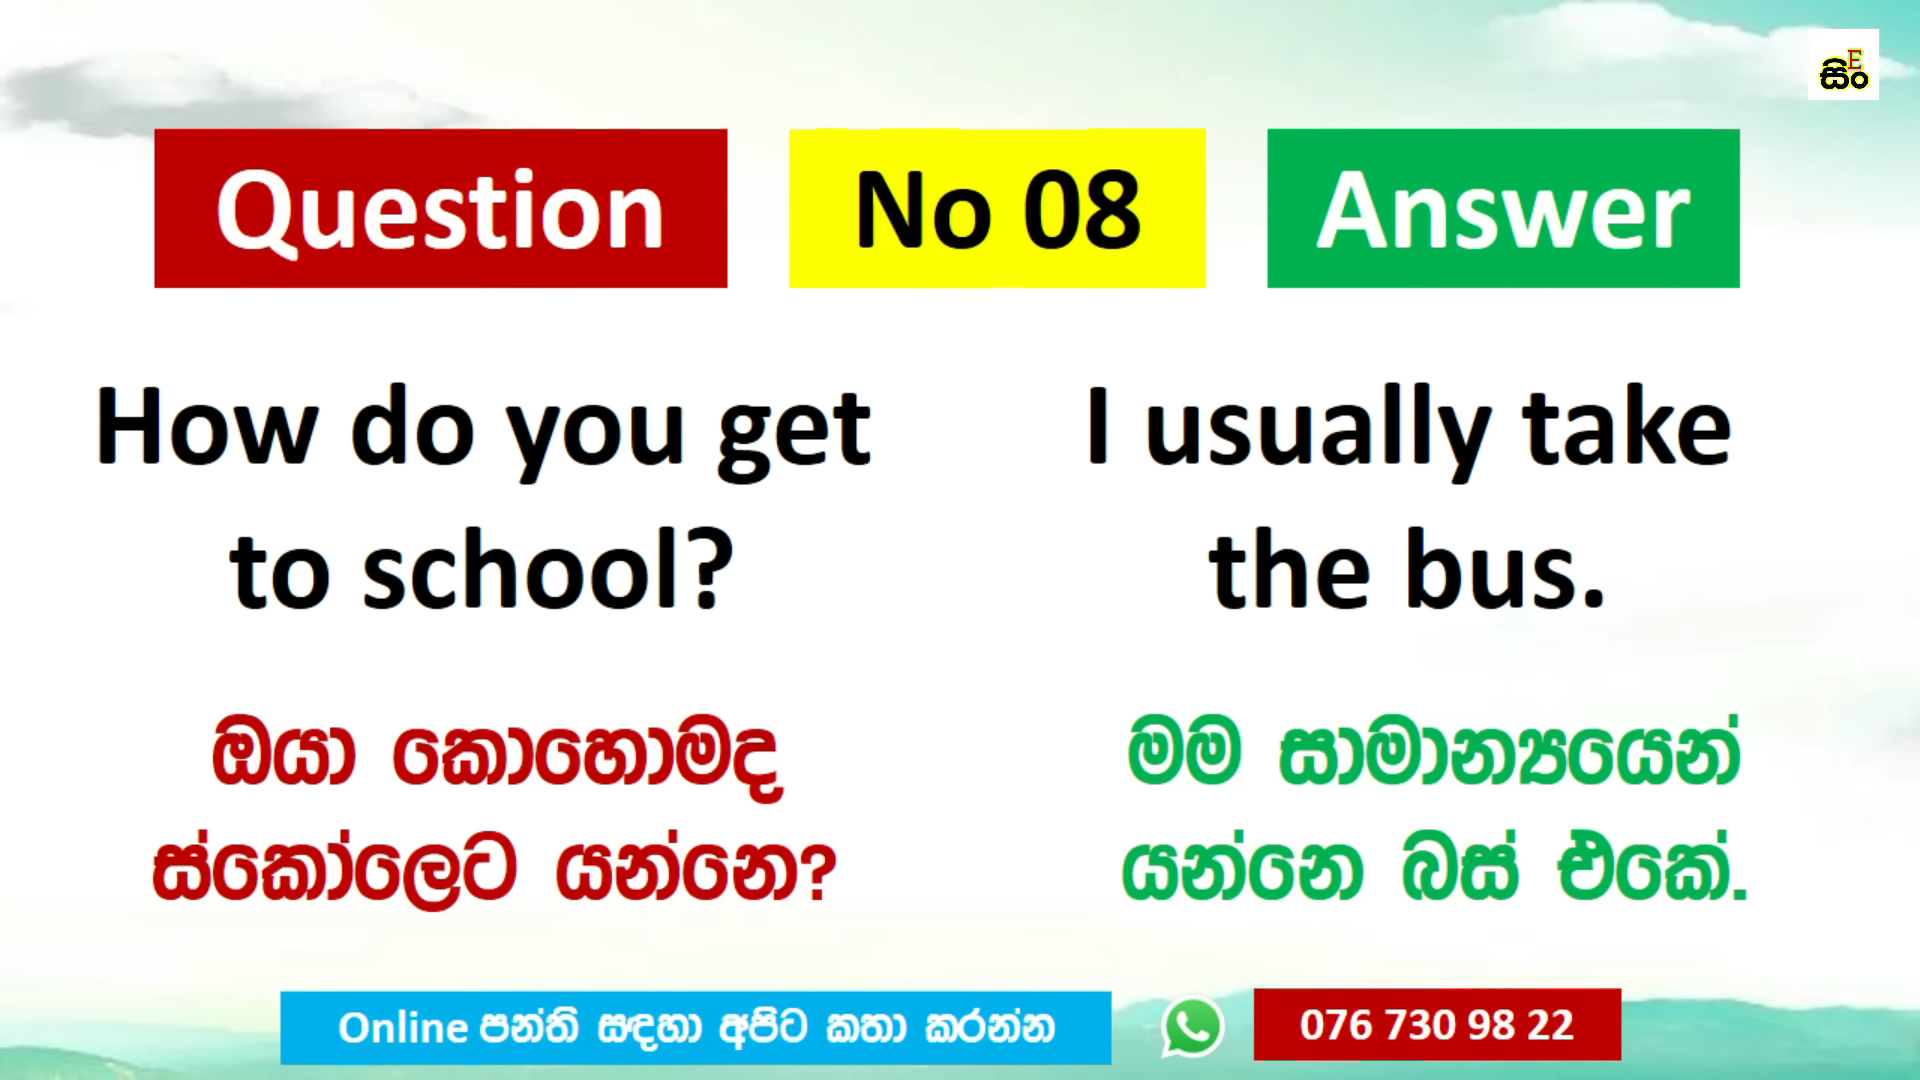 සිං E
Question
No 08
Answer
How do you get
to school?
I usually take
the bus.
ඔයා කොහොමද
ස්කෝලෙට යන්නෙ?
මම සාමාන්‍යයෙන්
යන්නෙ බස් එකේ.
Online පන්ති සඳහා අපිට කතා කරන්න
076 730 98 22